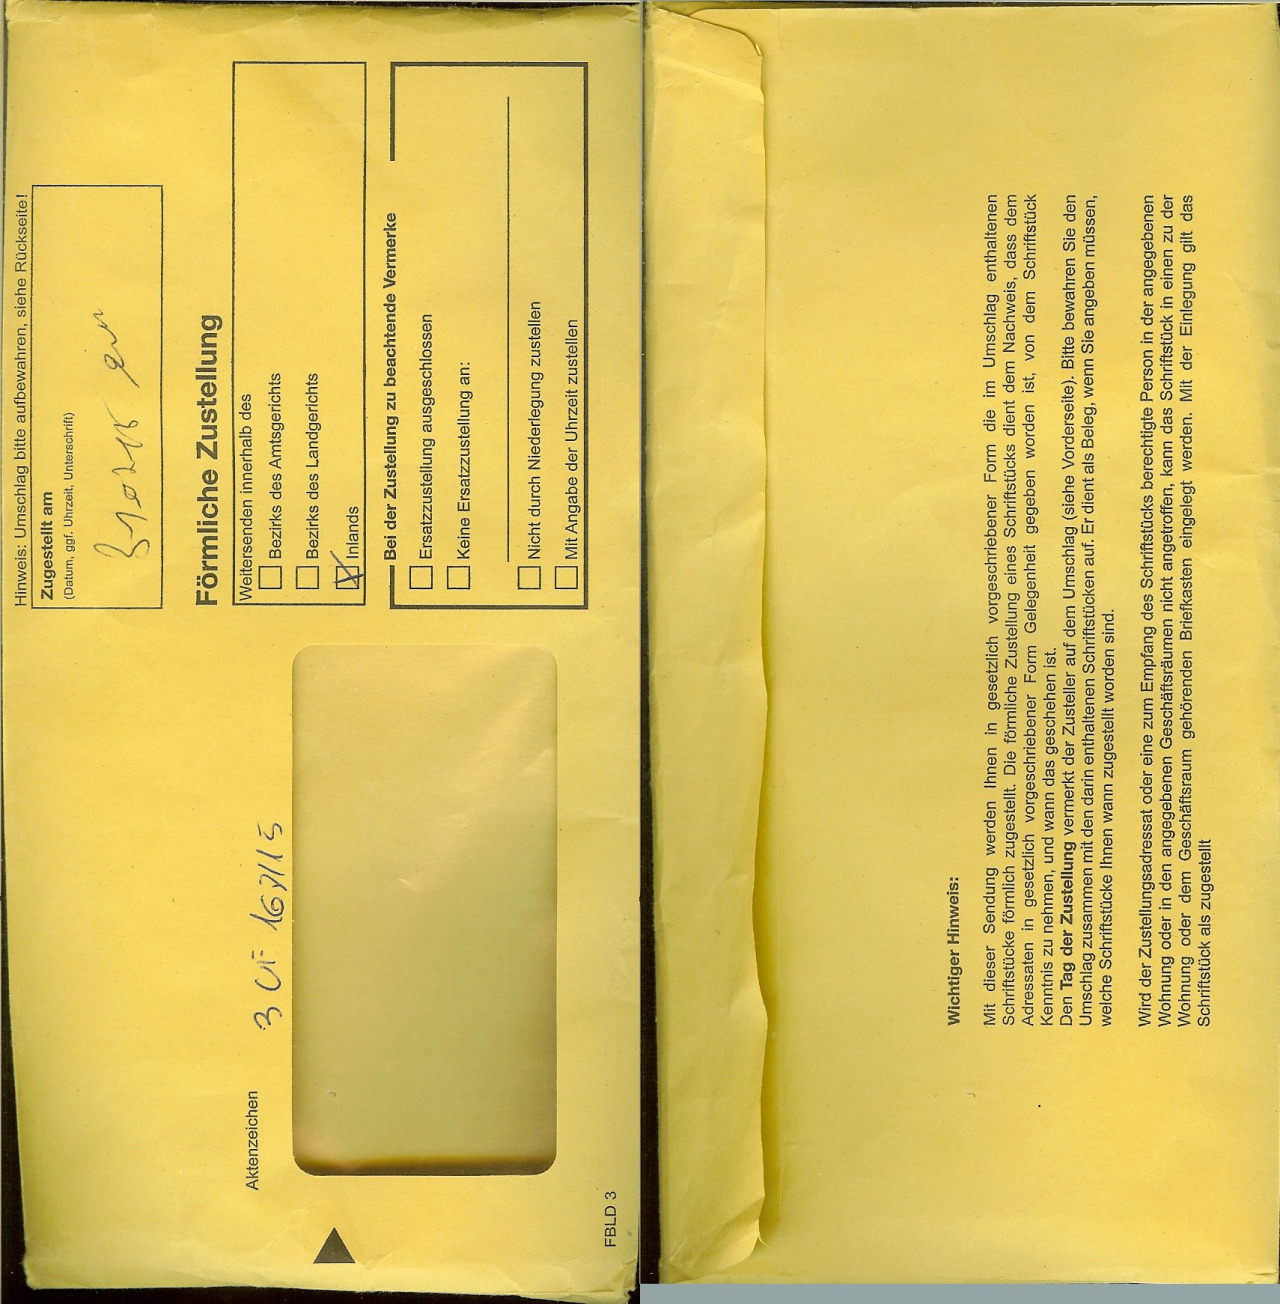 Hinweis: Umschlag bitte aufbewahren, siehe Rückseite!
Zugestellt am
(Datum, ggf. Uhrzeit, Unterschrift)
Förmliche Zustellung
Weitersenden innerhalb des
Bezirks des Amtsgerichts
Bezirks des Landgerichts
Inlands
Bei der Zustellung zu beachtende Vermerke
Ersatzzustellung ausgeschlossen
Keine Ersatzzustellung an:
Nicht durch Niederlegung zustellen
Mit Angabe der Uhrzeit zustellen
Aktenzeichen
3 UF
FBLD 3
Wichtiger Hinweis:
Mit dieser Sendung werden Ihnen in gesetzlich vorgeschriebener Form die im Umschlag enthaltenen
Schriftstücke förmlich zugestellt. Die förmliche Zustellung eines Schriftstücks dient dem Nachweis, dass dem
Adressaten in gesetzlich vorgeschriebener Form Gelegenheit gegeben worden ist, von dem Schriftstück
Kenntnis zu nehmen, und wann das geschehen ist.
Den Tag der Zustellung vermerkt der Zusteller auf dem Umschlag (siehe Vorderseite). Bitte bewahren Sie den
Umschlag zusammen mit den darin enthaltenen Schriftstücken auf. Er dient als Beleg, wenn Sie angeben müssen,
welche Schriftstücke Ihnen wann zugestellt worden sind.
Wird der Zustellungsadressat oder eine zum Empfang des Schriftstücks berechtigte Person in der angegebenen
Wohnung oder in den angegebenen Geschäftsräumen nicht angetroffen, kann das Schriftstück in einen zu der
Wohnung oder dem Geschäftsraum gehörenden Briefkasten eingelegt werden. Mit der Einlegung gilt das
Schriftstück als zugestellt